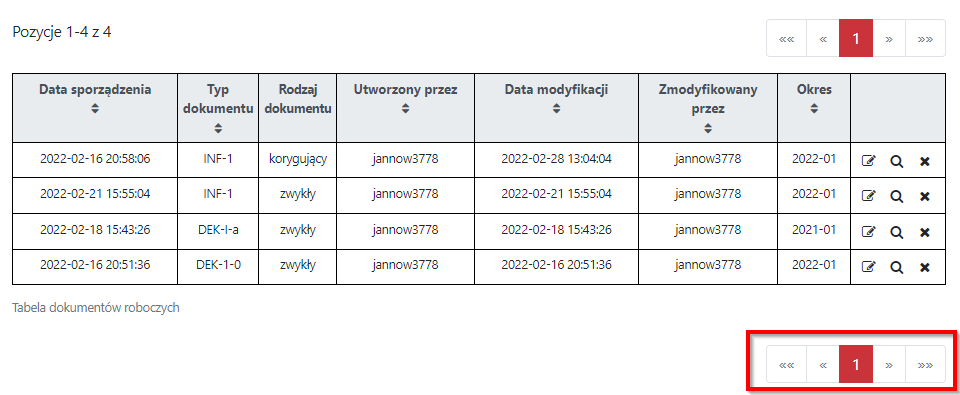 Pozycje 1-4 z 4
«« « 1 » »»
Data sporządzenia Typ dokumentu Rodzaj dokumentu Utworzony przez Data modyfikacji Zmodyfikowany przez Okres
2022-02-16 20:58:06 INF-1 korygujący jannow3778 2022-02-28 13:04:04 jannow3778 2022-01
2022-02-21 15:55:04 INF-1 zwykły jannow3778 2022-02-21 15:55:04 jannow3778 2022-01
2022-02-18 15:43:26 DEK-I-a zwykły jannow3778 2022-02-18 15:43:26 jannow3778 2021-01
2022-02-16 20:51:36 DEK-1-0 zwykły jannow3778 2022-02-16 20:51:36 jannow3778 2022-01
Tabela dokumentów roboczych
«« « 1 » »»